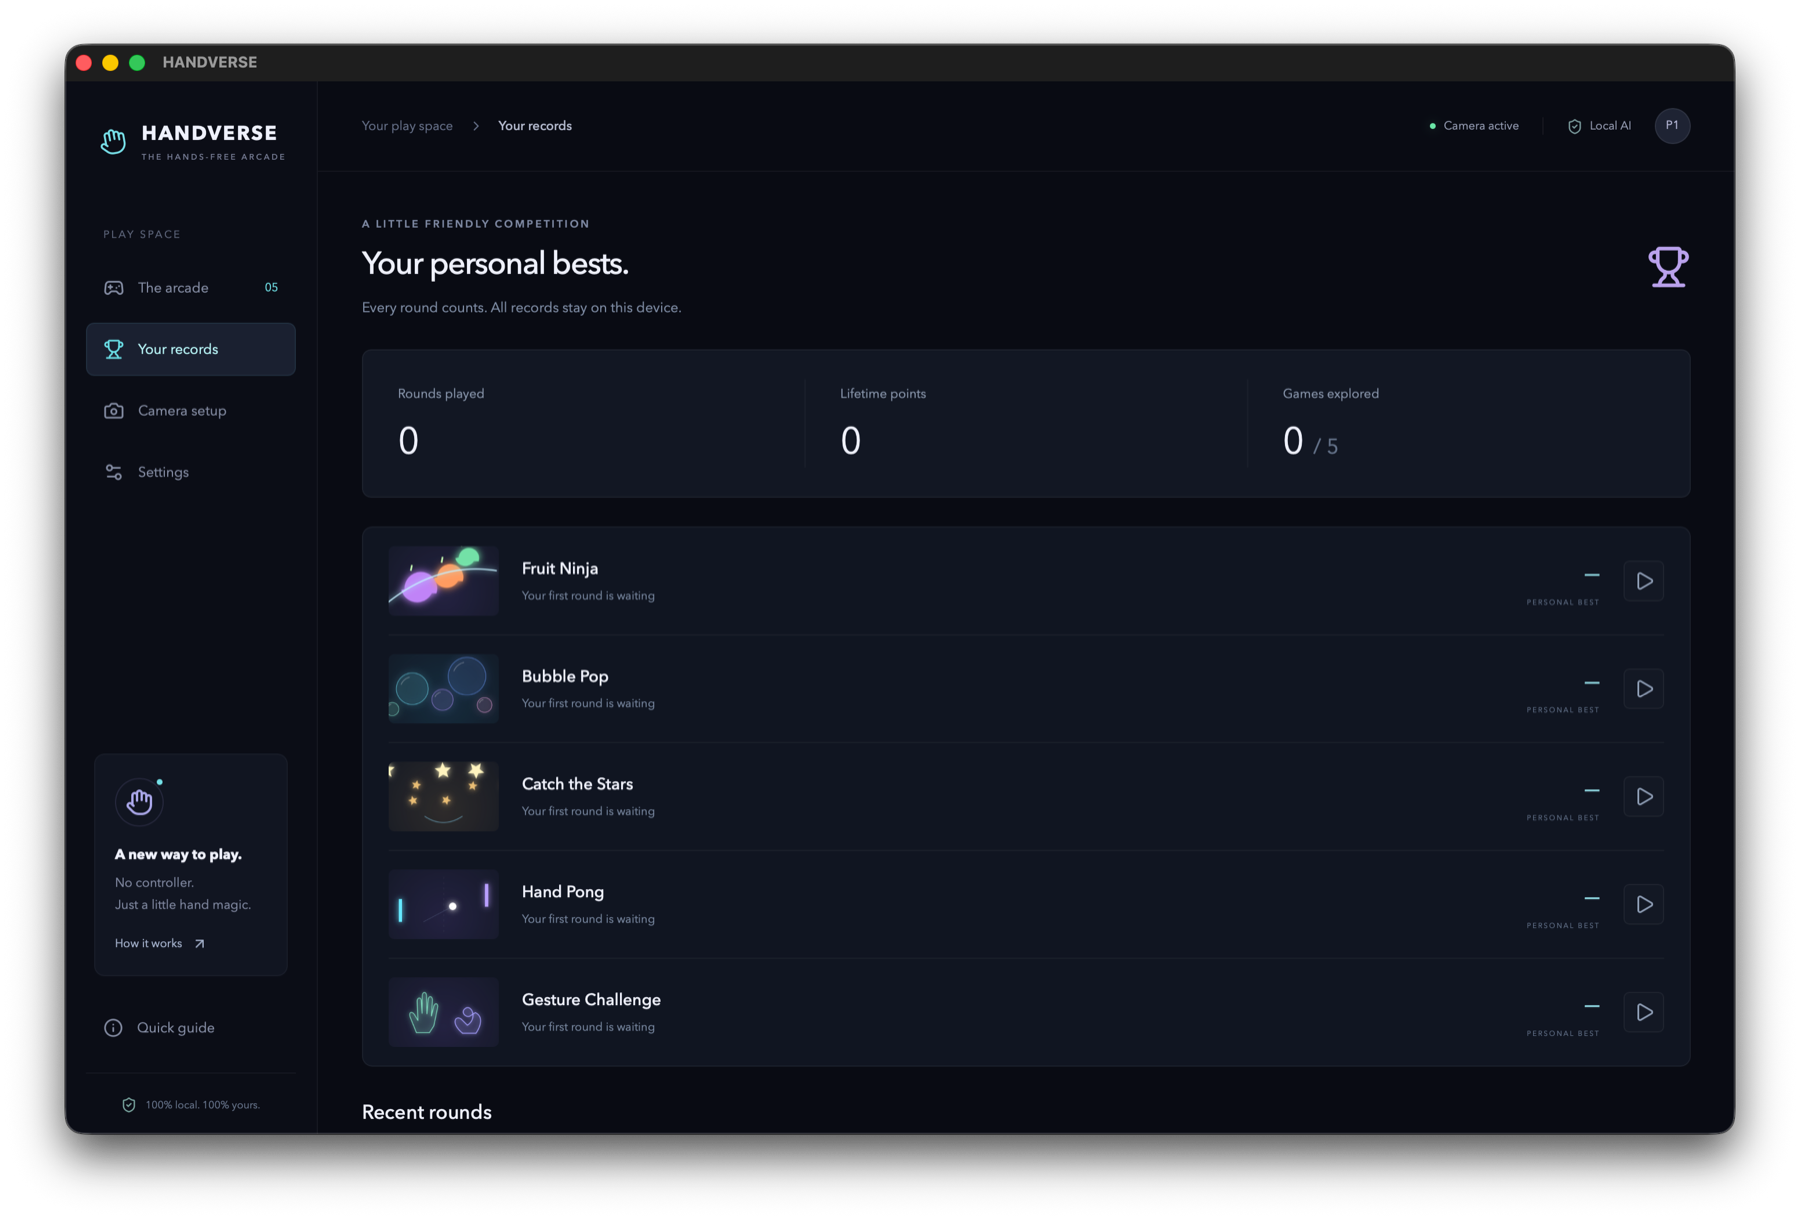 HANDVERSE
HANDVERSE
THE HANDS-FREE ARCADE
PLAY SPACE
The arcade 05
Your records
Camera setup
Settings
A new way to play.
No controller.
Just a little hand magic.
How it works
Quick guide
100% local. 100% yours.
Your play space > Your records
Camera active
Local AI
P1
A LITTLE FRIENDLY COMPETITION
Your personal bests.
Every round counts. All records stay on this device.
Rounds played
0
Lifetime points
0
Games explored
0 / 5
Fruit Ninja
Your first round is waiting
—
PERSONAL BEST
Bubble Pop
Your first round is waiting
—
PERSONAL BEST
Catch the Stars
Your first round is waiting
—
PERSONAL BEST
Hand Pong
Your first round is waiting
—
PERSONAL BEST
Gesture Challenge
Your first round is waiting
—
PERSONAL BEST
Recent rounds